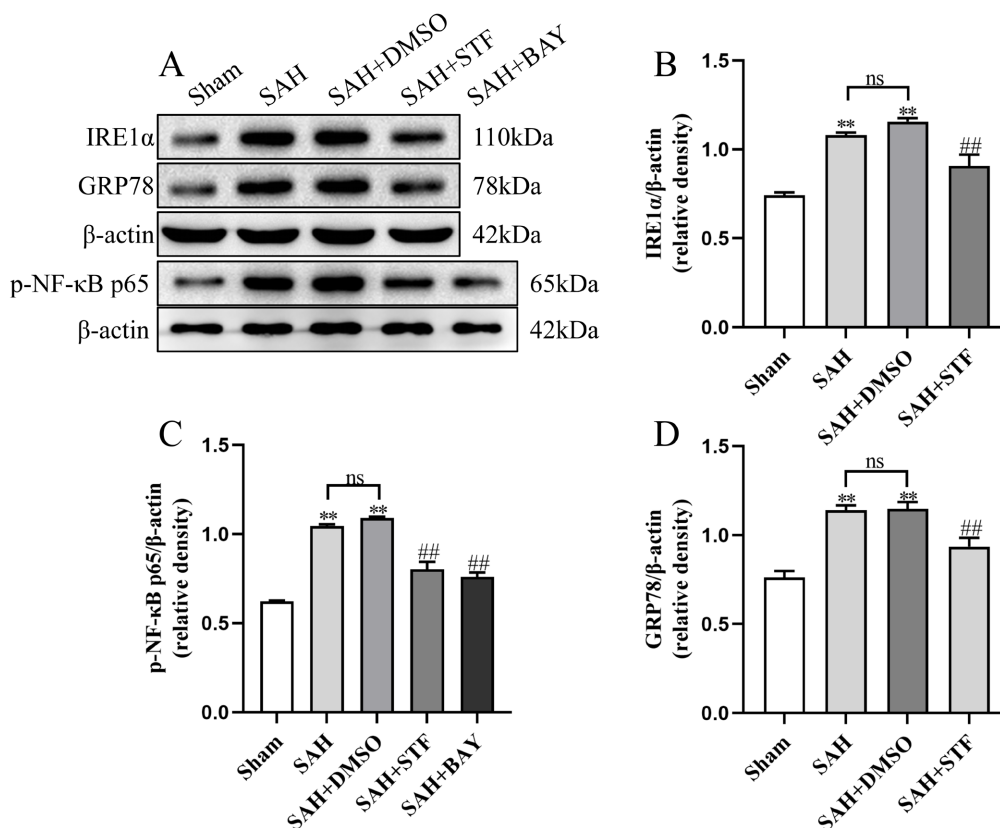 A
Sham
SAH
SAH+DMSO
SAH+STF
SAH+BAY
IRE1α
110kDa
GRP78
78kDa
β-actin
42kDa
p-NF-κB p65
65kDa
β-actin
42kDa
B
IRE1α/β-actin
(relative density)
1.5
1.0
0.5
0.0
ns
**
**
##
Sham
SAH
SAH+DMSO
SAH+STF
C
p-NF-κB p65/β-actin
(relative density)
1.5
1.0
0.5
0.0
ns
**
**
##
##
Sham
SAH
SAH+DMSO
SAH+STF
SAH+BAY
D
GRP78/β-actin
(relative density)
1.5
1.0
0.5
0.0
ns
**
**
##
Sham
SAH
SAH+DMSO
SAH+STF